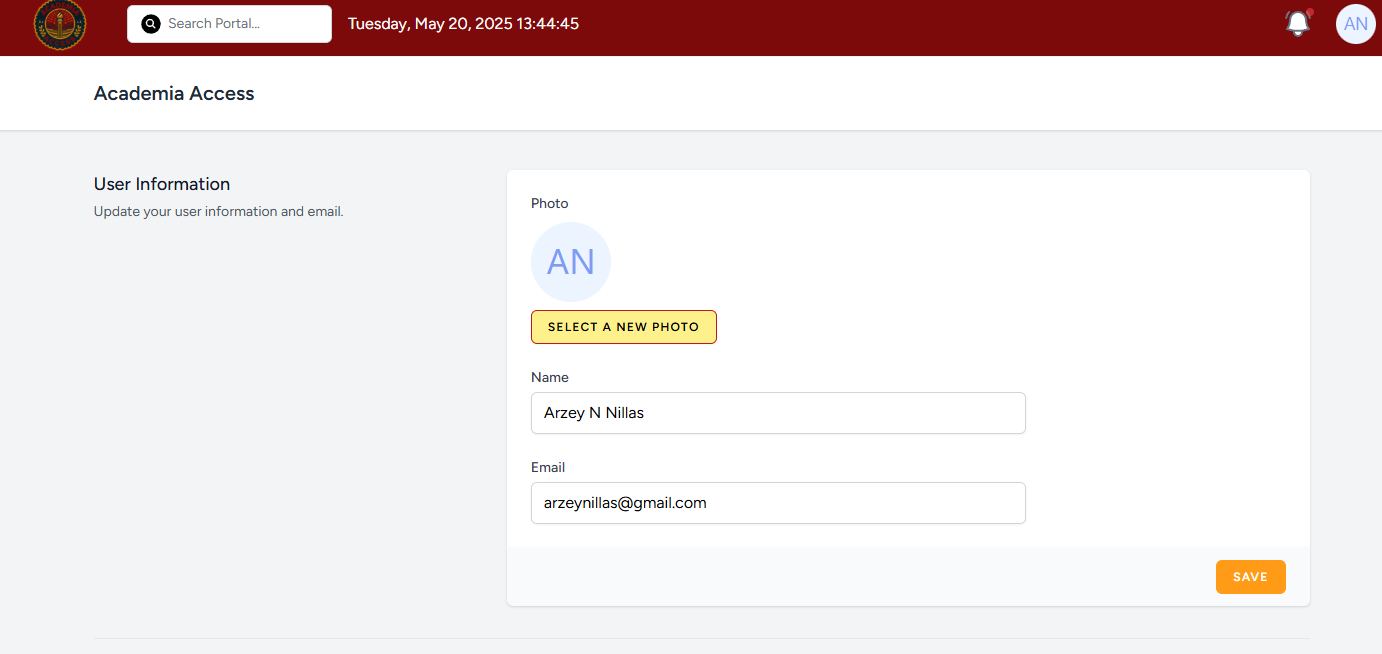 Search Portal...
Tuesday, May 20, 2025 13:44:45
AN
Academia Access
User Information
Update your user information and email.
Photo
AN
SELECT A NEW PHOTO
Name
Arzey N Nillas
Email
arzeynillas@gmail.com
SAVE